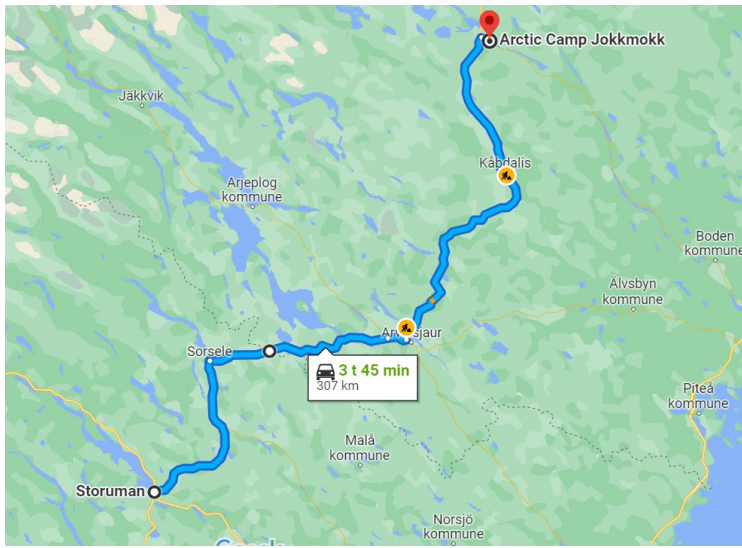 Arctic Camp Jokkmokk
Jäkkvik
Kåbdalis
Arjeplog
kommune
Boden
kommune
Älvsbyn
kommune
Sorsele
3 t 45 min
307 km
Piteå
kommune
Malå
kommune
Storuman
Norsjö
kommune
Google